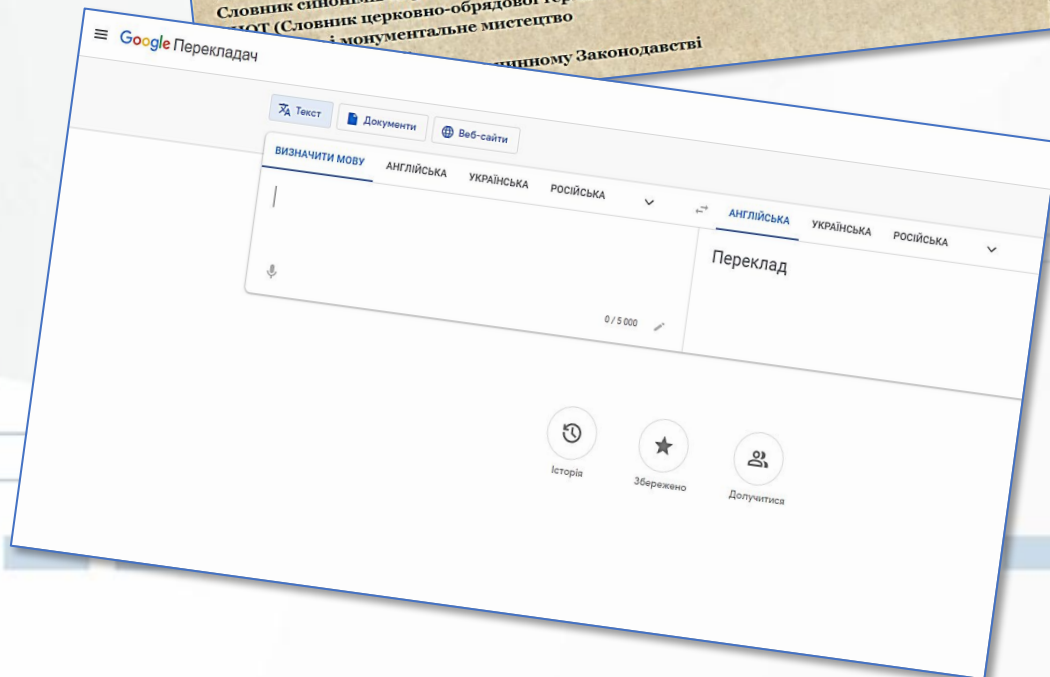 Словник
(Словник церковно-обрядової
монументальне мистецтво
Законодавстві
Google Перекладач
Текст
Документи
Веб-сайти
ВИЗНАЧИТИ МОВУ АНГЛІЙСЬКА УКРАЇНСЬКА РОСІЙСЬКА
АНГЛІЙСЬКА УКРАЇНСЬКА РОСІЙСЬКА
Переклад
0 / 5 000
Історія
Збережено
Долучитися